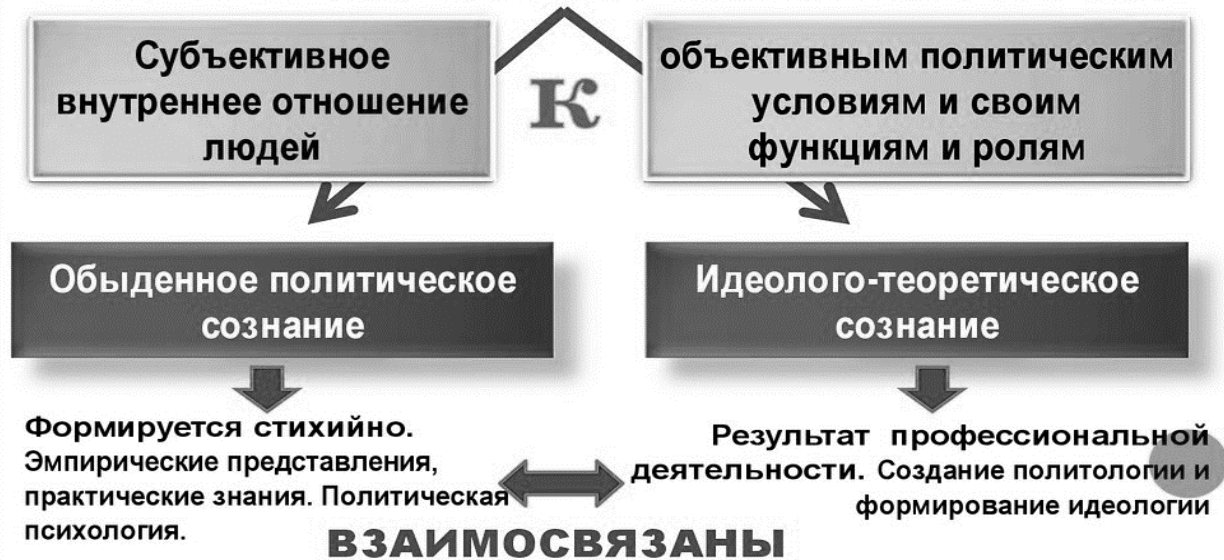 Субъективное
внутреннее отношение
людей
К
объективным политическим
условиям и своим
функциям и ролям
Обыденное политическое
сознание
Идеолого-теоретическое
сознание
Формируется стихийно.
Эмпирические представления,
практические знания. Политическая
психология.
Результат профессиональной
деятельности. Создание политологии и
формирование идеологии
ВЗАИМОСВЯЗАНЫ